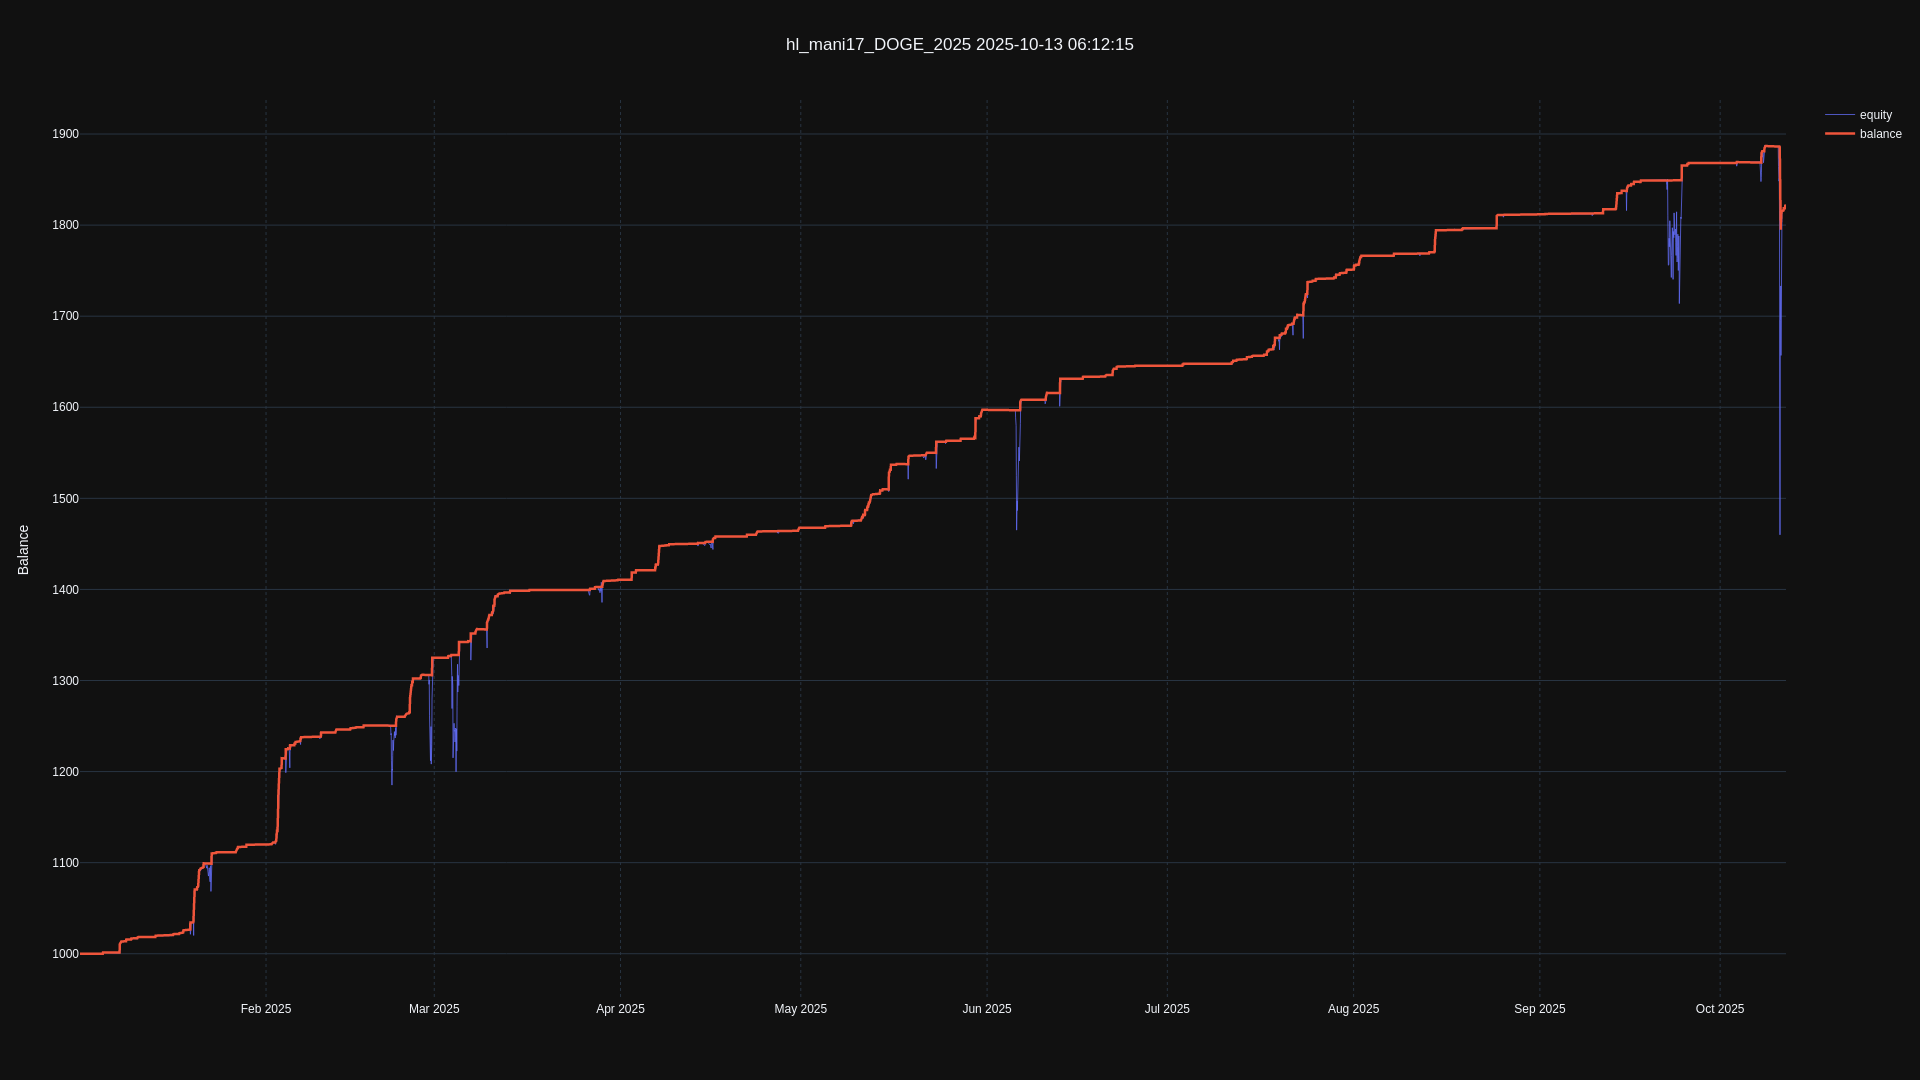 hl_mani17_DOGE_2025 2025-10-13 06:12:15
equity
balance
Balance
1900
1800
1700
1600
1500
1400
1300
1200
1100
1000
Feb 2025
Mar 2025
Apr 2025
May 2025
Jun 2025
Jul 2025
Aug 2025
Sep 2025
Oct 2025